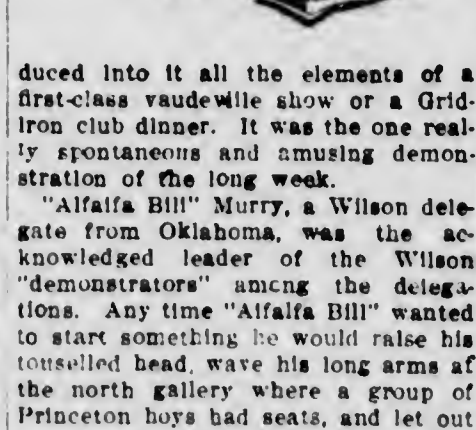 duced into it all the elements of a
first-class vaudeville show or a Grid-
iron club dinner. It was the one real-
ly spontaneous and amusing demon-
stration of the long week.
"Alfalfa Bill" Murry, a Wilson dele-
gate from Oklahoma, was the ac-
knowledged leader of the Wilson
"demonstrators" among the delega-
tions. Any time "Alfalfa Bill" wanted
to start something he would raise his
touselled head, wave his long arms at
the north gallery where a group of
Princeton boys had seats, and let out